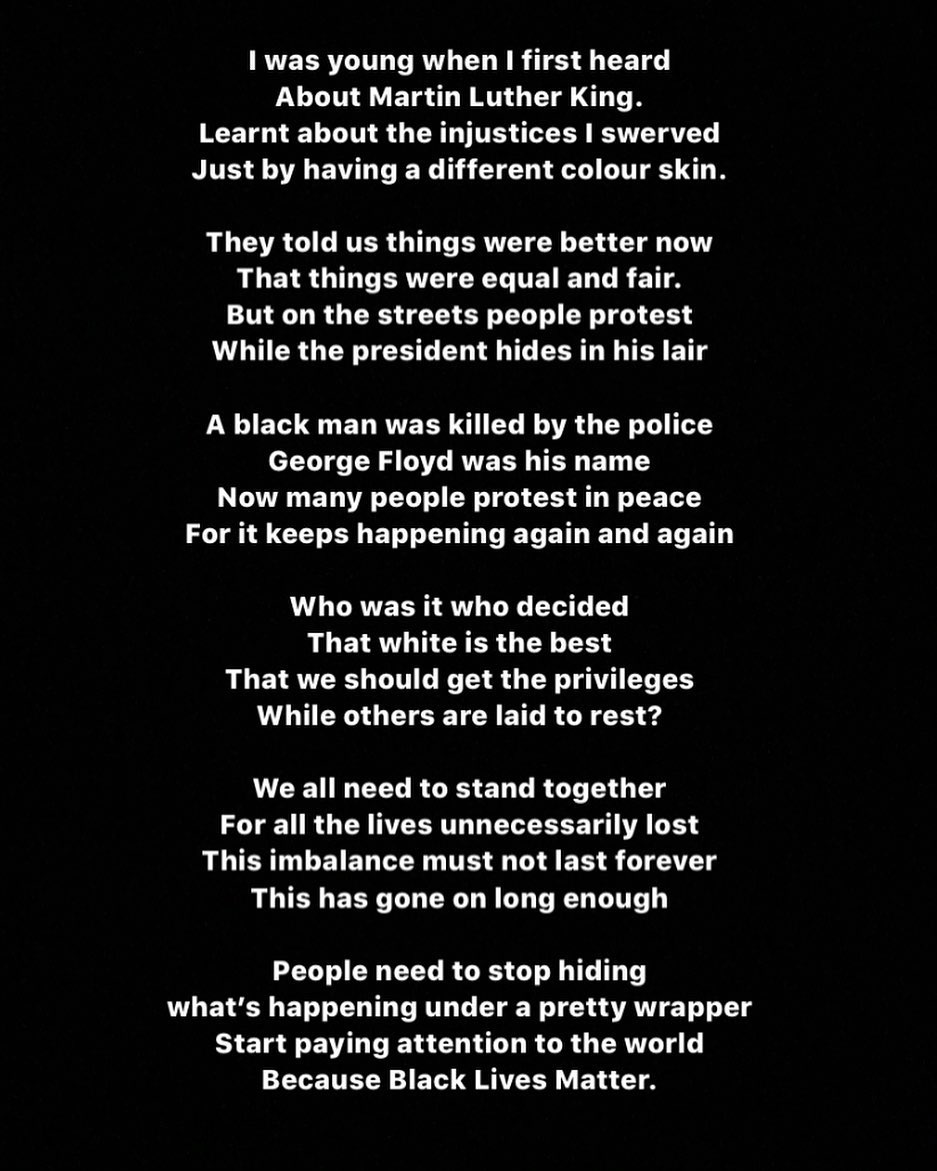 I was young when I first heard
About Martin Luther King.
Learnt about the injustices I swerved
Just by having a different colour skin.
They told us things were better now
That things were equal and fair.
But on the streets people protest
While the president hides in his lair
A black man was killed by the police
George Floyd was his name
Now many people protest in peace
For it keeps happening again and again
Who was it who decided
That white is the best
That we should get the privileges
While others are laid to rest?
We all need to stand together
For all the lives unnecessarily lost
This imbalance must not last forever
This has gone on long enough
People need to stop hiding
what’s happening under a pretty wrapper
Start paying attention to the world
Because Black Lives Matter.